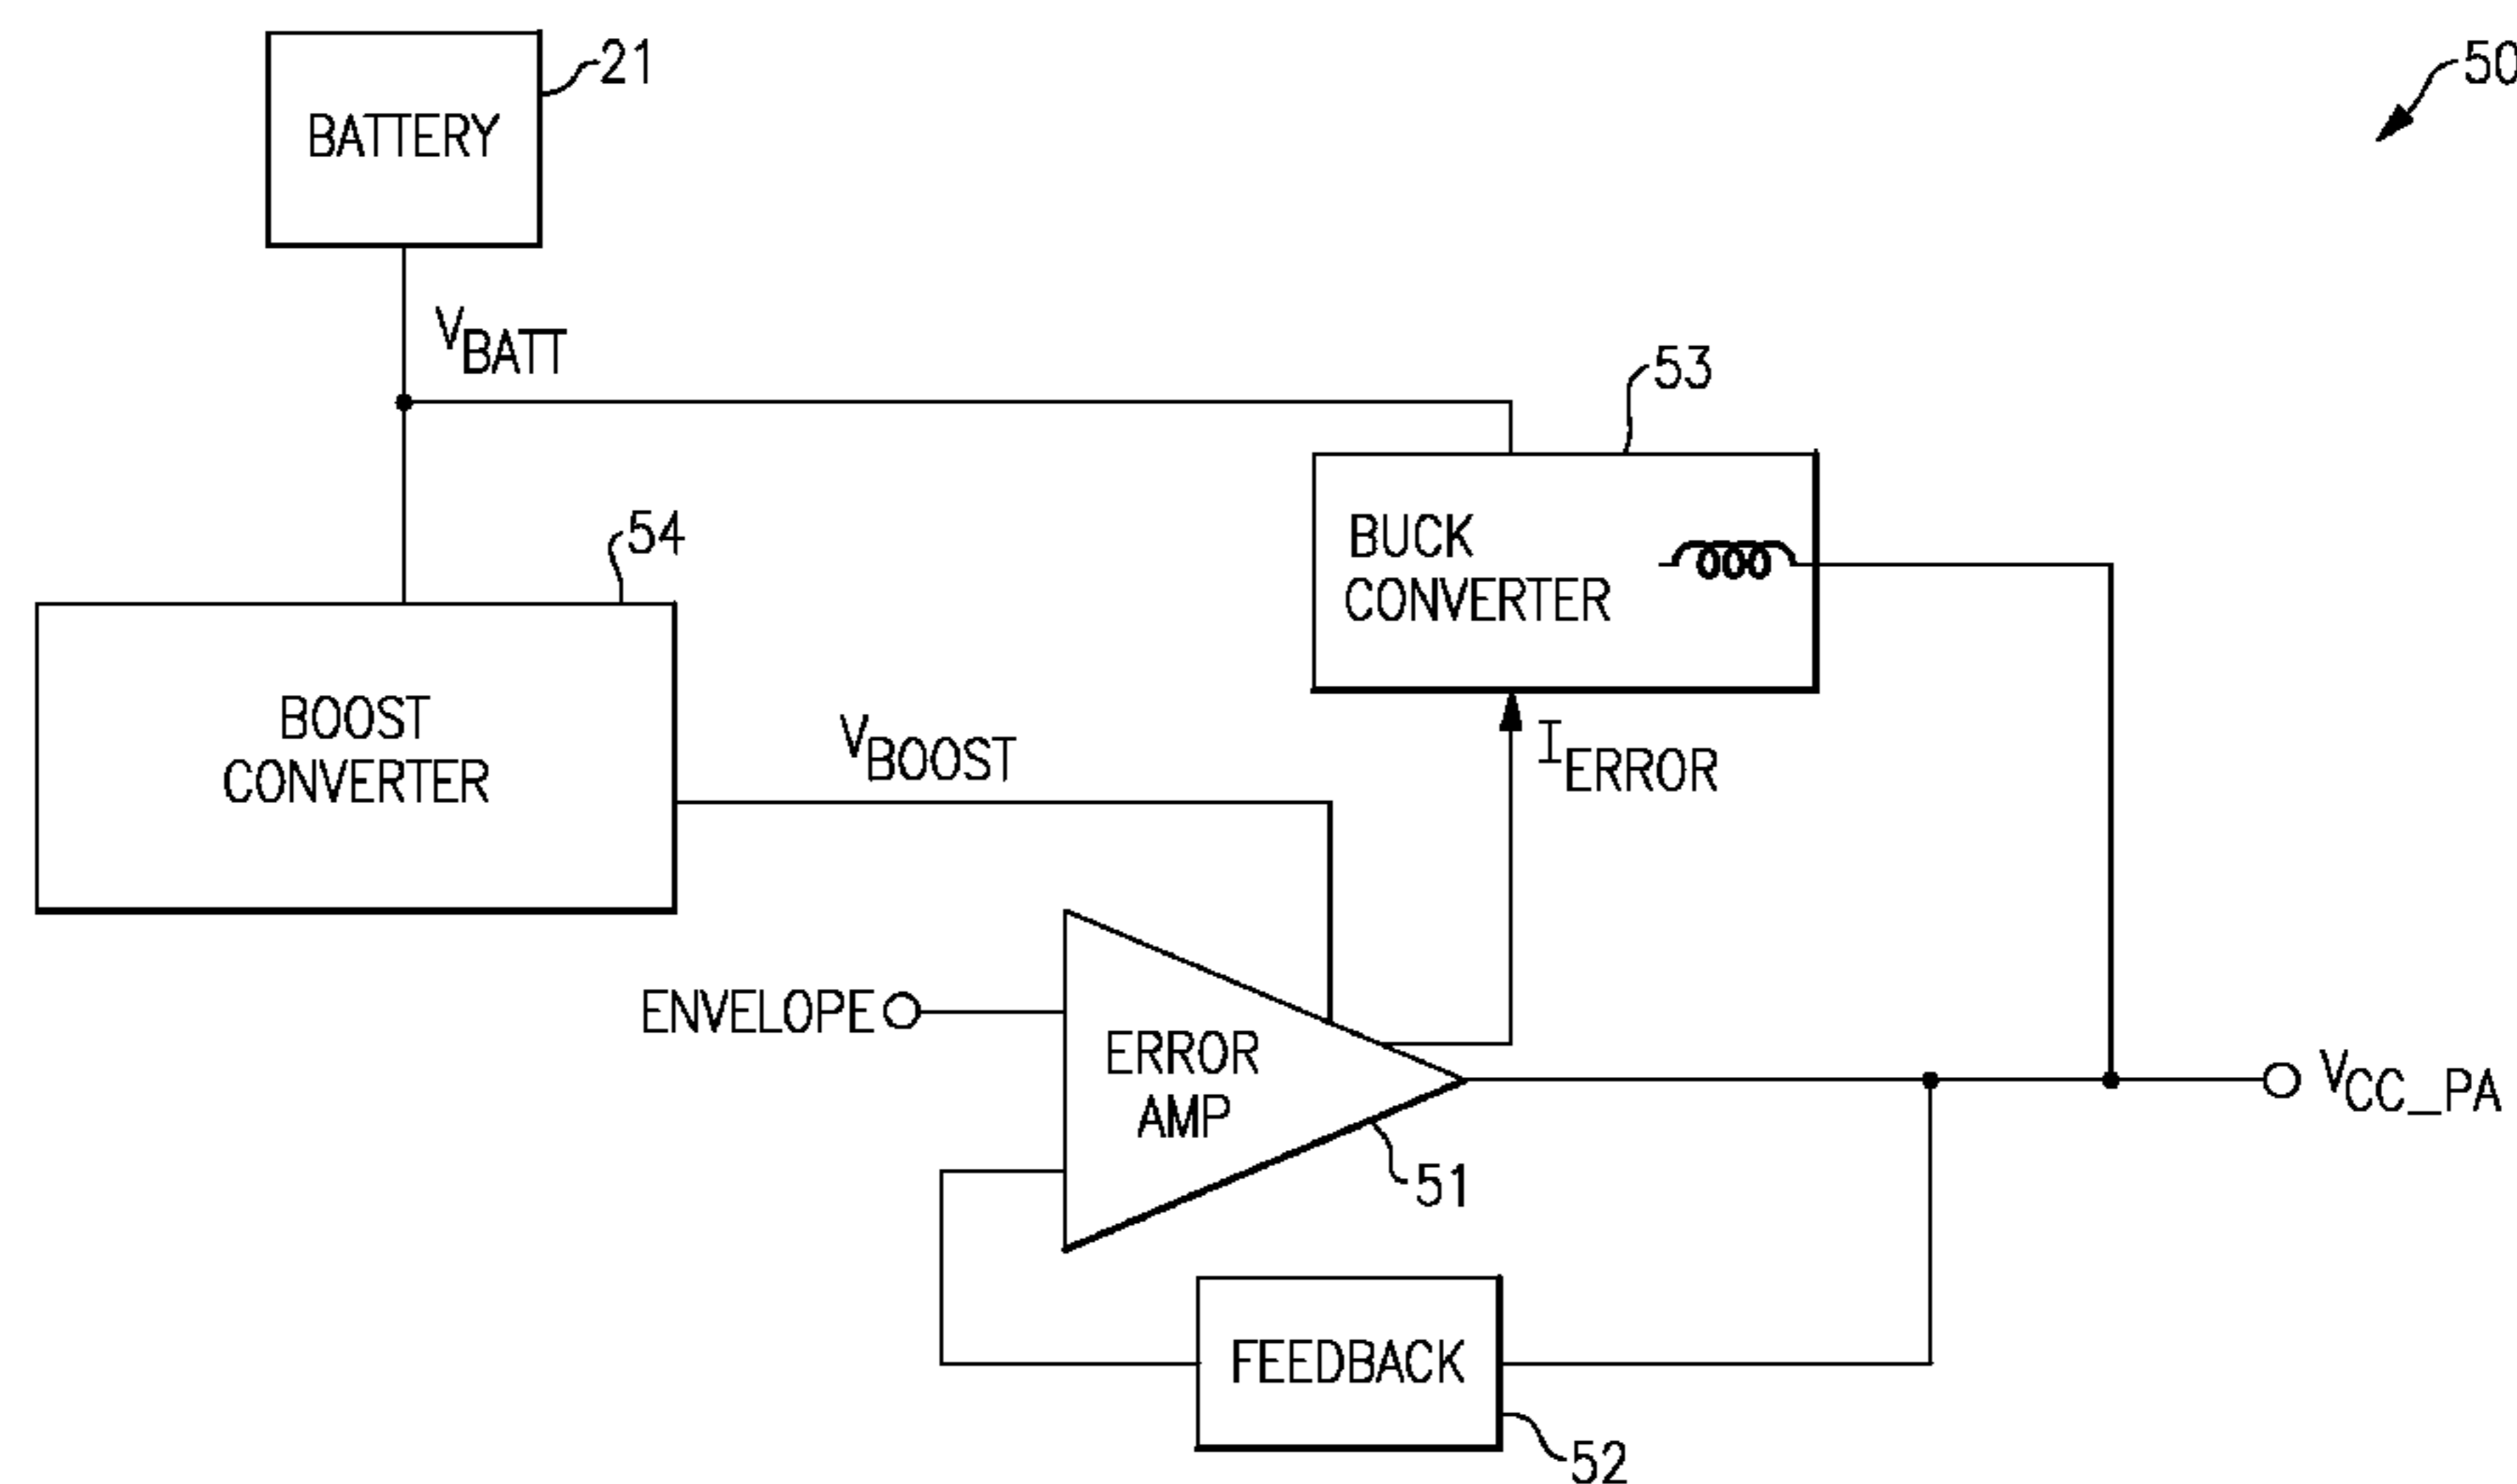 21
50
BATTERY
VBATT
53
54
BUCK
CONVERTER
BOOST
CONVERTER
VBOOST
IERROR
ENVELOPE
ERROR
AMP
VCC_PA
51
FEEDBACK
52